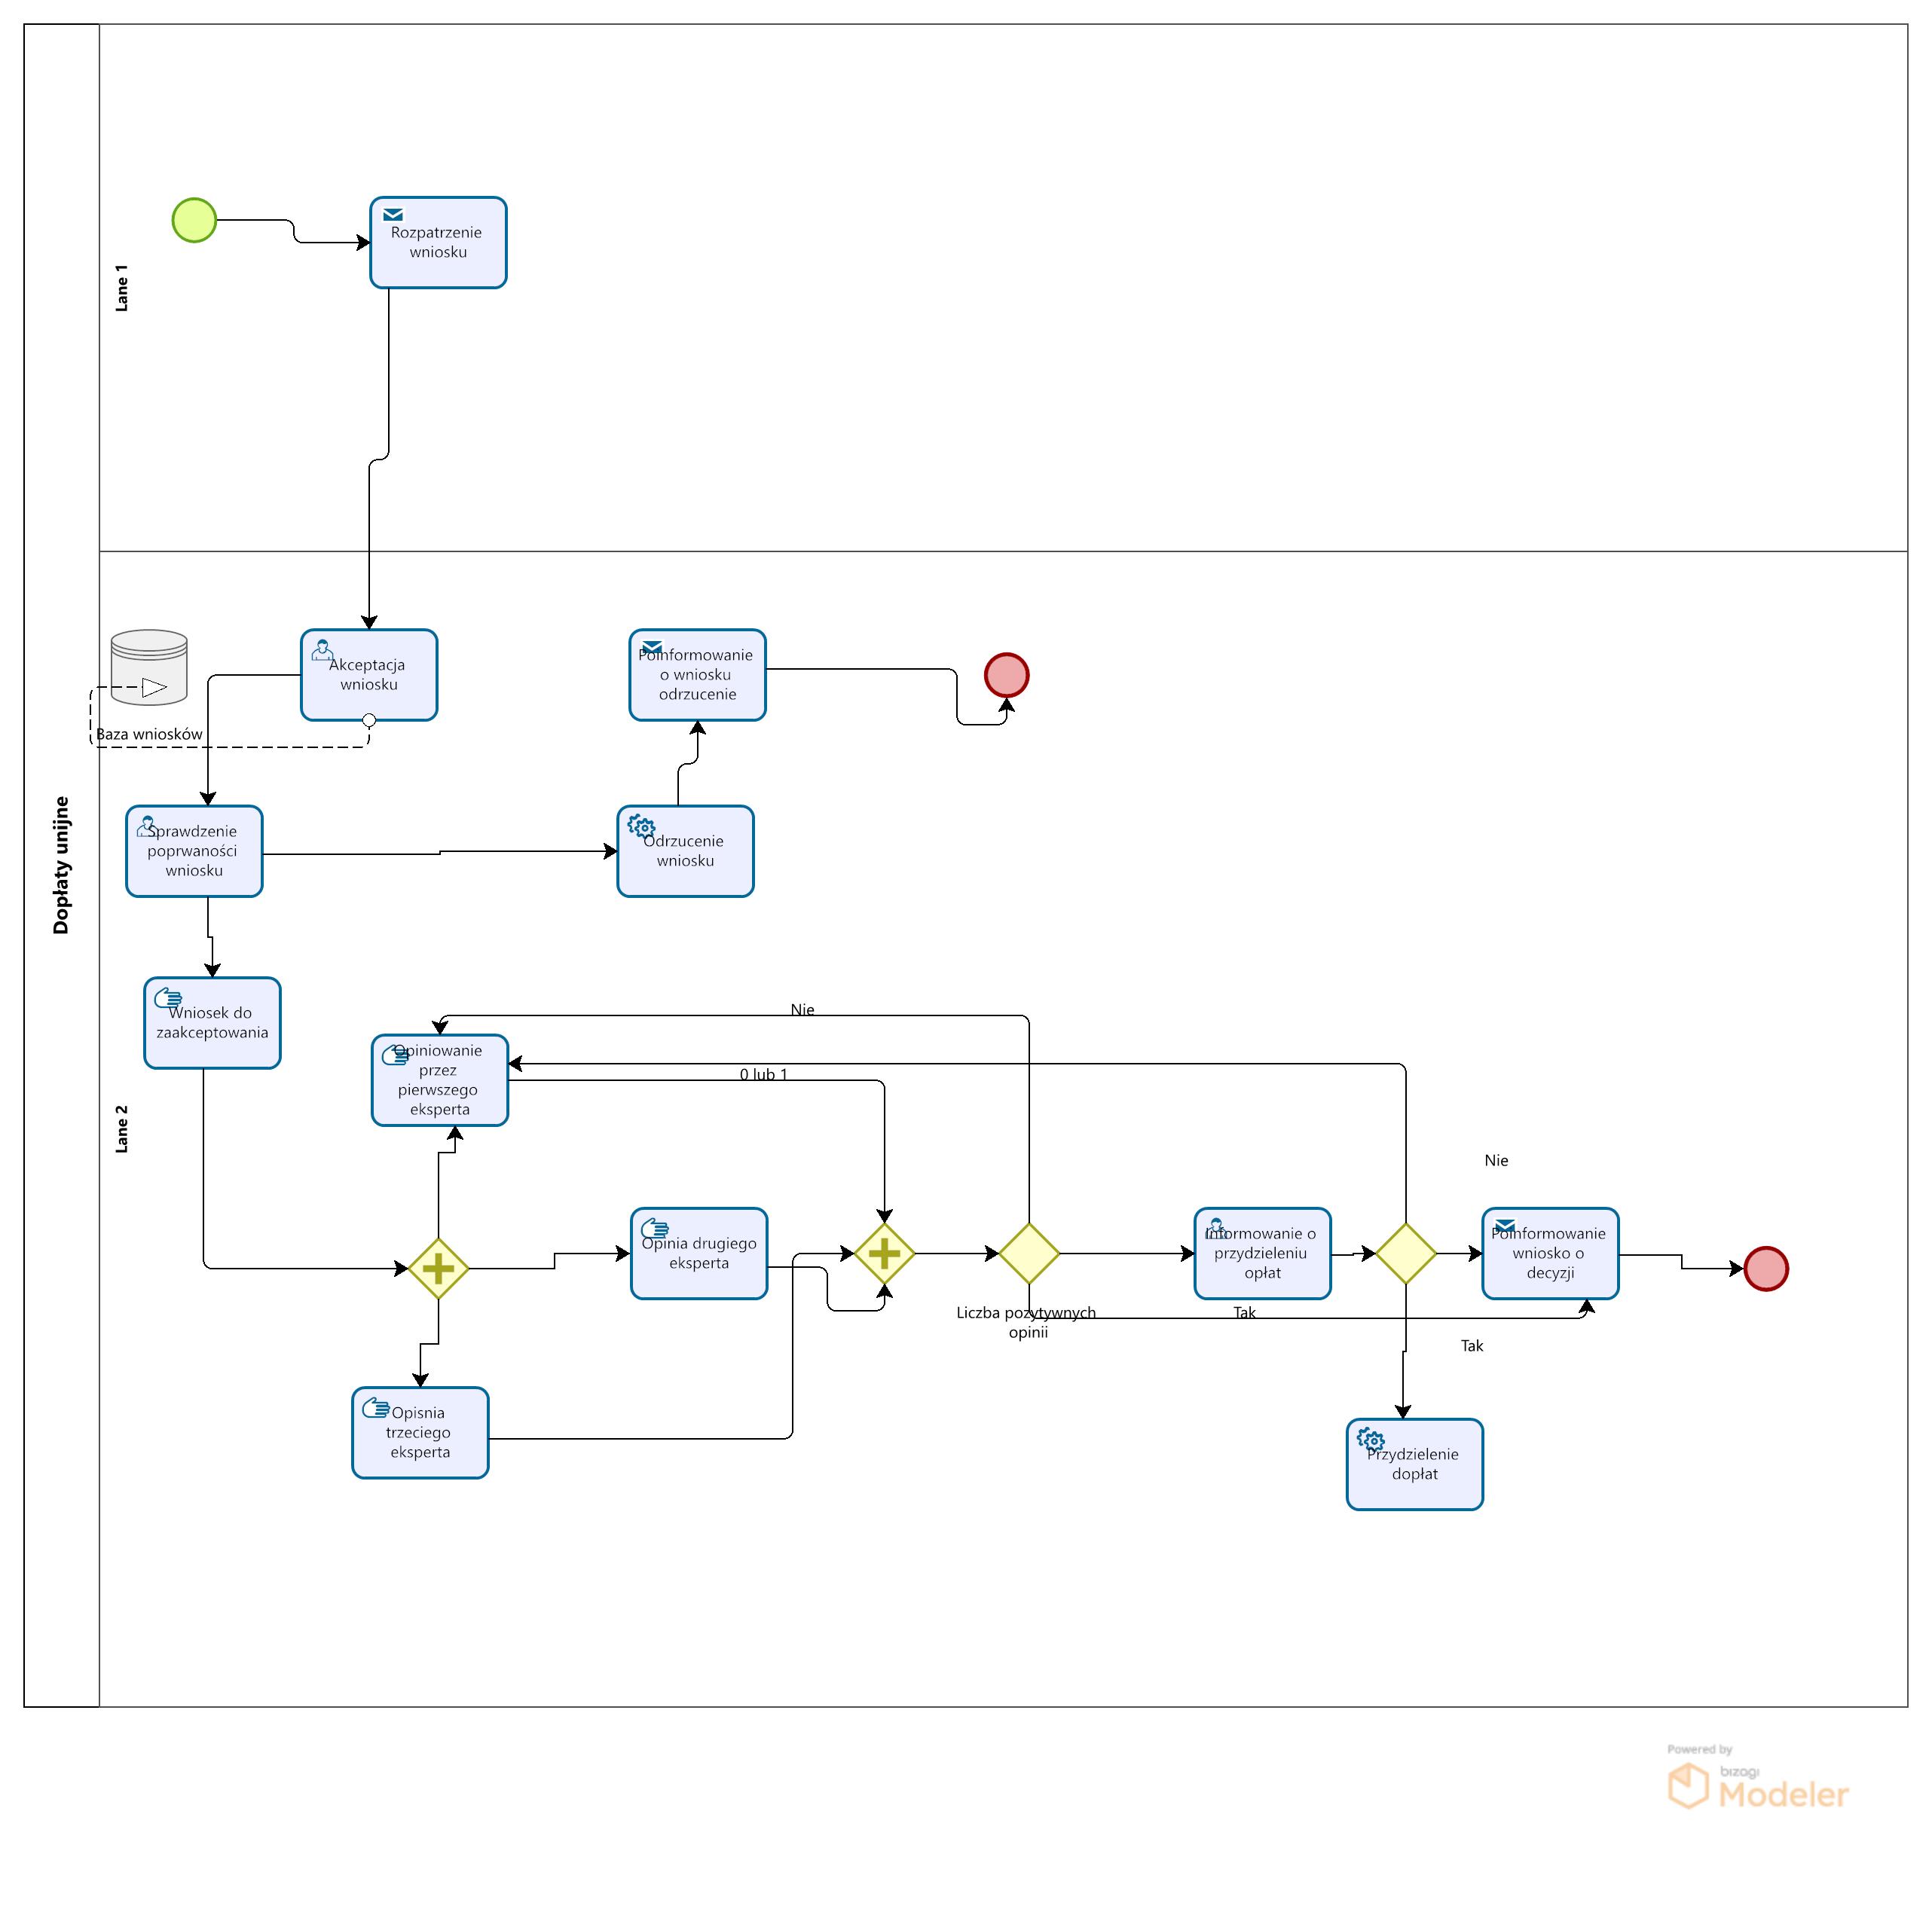 Dopłaty unijne
Lane 1
Rozpatrzenie
wniosku
Lane 2
Baza wniosków
Akceptacja
wniosku
Poinformowanie
o wniosku
odrzucenie
Sprawdzenie
poprwaności
wniosku
Odrzucenie
wniosku
Wniosek do
zaakceptowania
Nie
Opiniowanie
przez
pierwszego
eksperta
0 lub 1
Nie
Opinia drugiego
eksperta
Liczba pozytywnych
opinii
Informowanie o
przydzieleniu
opłat
Tak
Poinformowanie
wniosko o
decyzji
Tak
Opisnia
trzeciego
eksperta
Przydzielenie
dopłat
Powered by
bizagi
Modeler